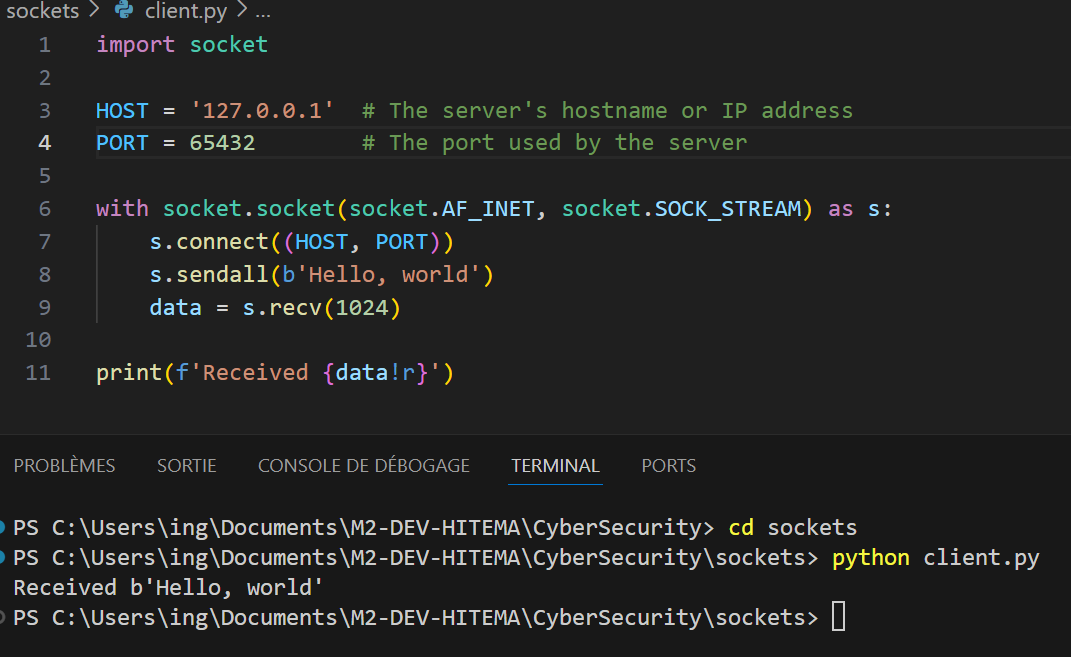 sockets > client.py > ...
1 import socket
2
3 HOST = '127.0.0.1'  # The server's hostname or IP address
4 PORT = 65432        # The port used by the server
5
6 with socket.socket(socket.AF_INET, socket.SOCK_STREAM) as s:
7     s.connect((HOST, PORT))
8     s.sendall(b'Hello, world')
9     data = s.recv(1024)
10
11 print(f'Received {data!r}')
PROBLÈMES SORTIE CONSOLE DE DÉBOGAGE TERMINAL PORTS
PS C:\Users\ing\Documents\M2-DEV-HITEMA\CyberSecurity> cd sockets
PS C:\Users\ing\Documents\M2-DEV-HITEMA\CyberSecurity\sockets> python client.py
Received b'Hello, world'
PS C:\Users\ing\Documents\M2-DEV-HITEMA\CyberSecurity\sockets>